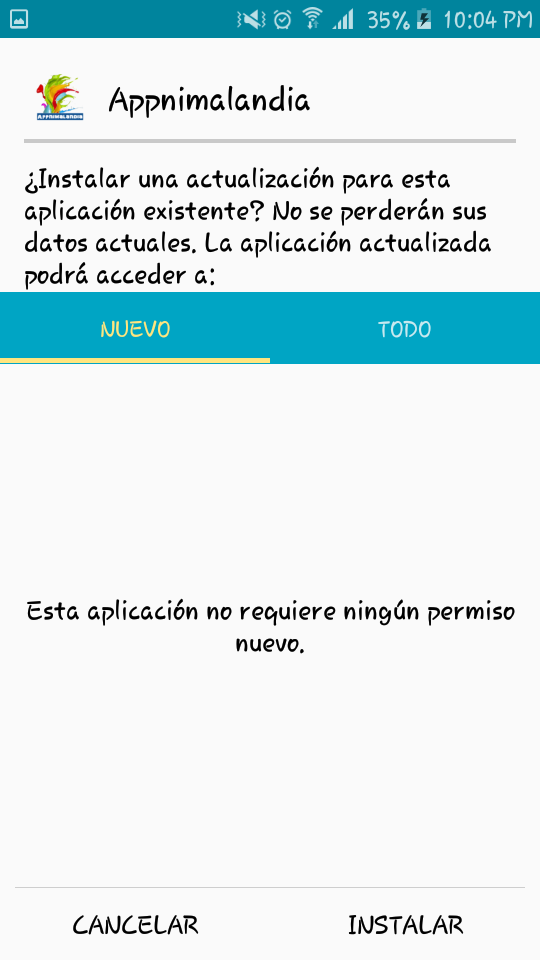 35% 10:04 PM
APPNIMALANDIA
Appnimalandia
¿Instalar una actualización para esta
aplicación existente? No se perderán sus
datos actuales. La aplicación actualizada
podrá acceder a:
NUEVO TODO
Esta aplicación no requiere ningún permiso
nuevo.
CANCELAR INSTALAR